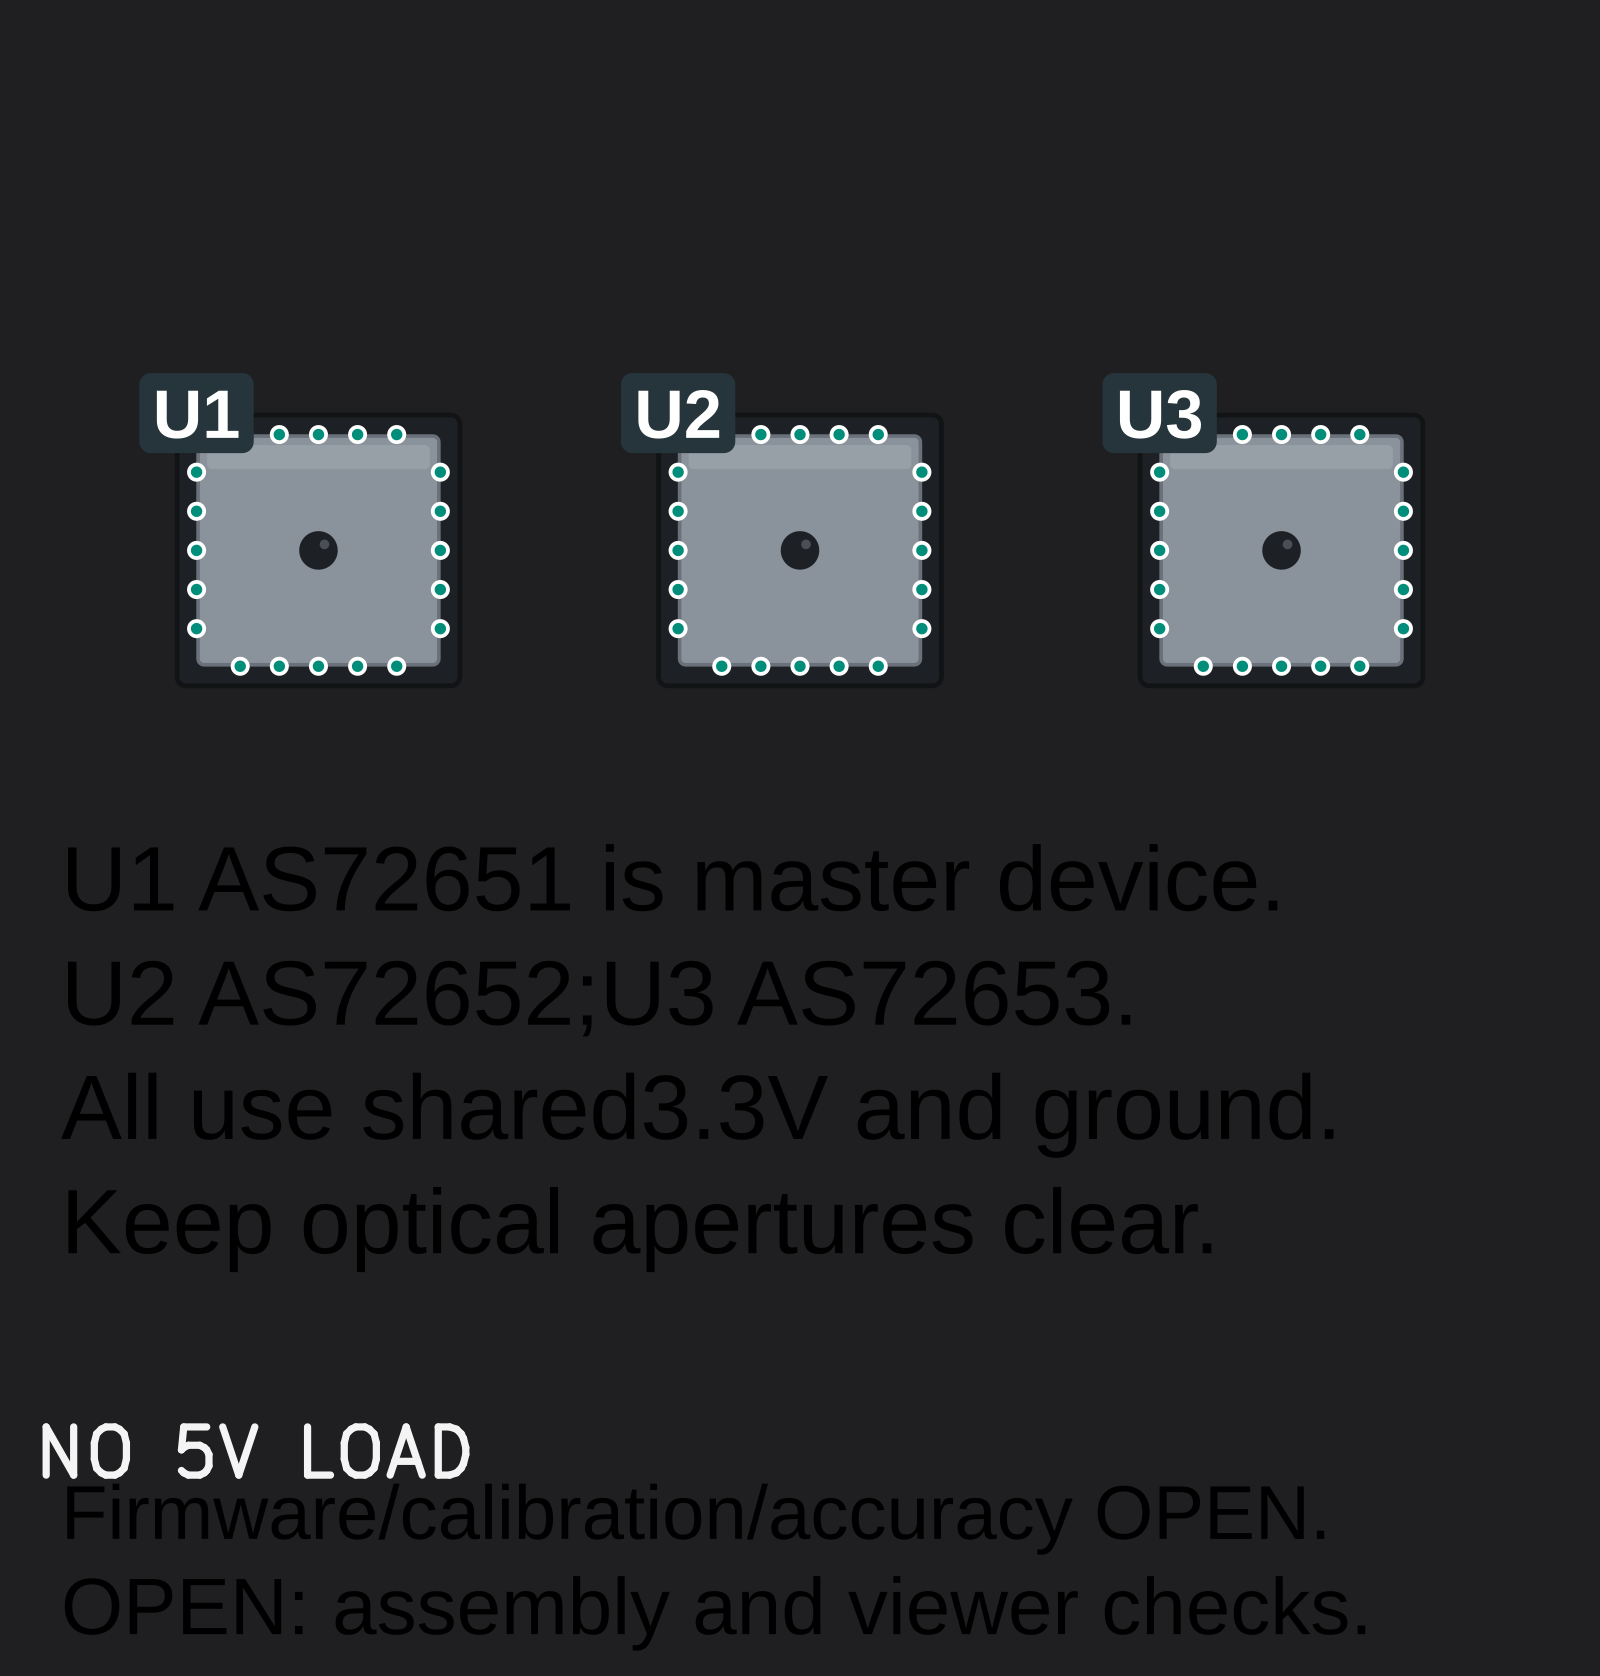 U1 U2 U3
U1 AS72651 is master device.
U2 AS72652;U3 AS72653.
All use shared3.3V and ground.
Keep optical apertures clear.
NO 5V LOAD
Firmware/calibration/accuracy OPEN.
OPEN: assembly and viewer checks.